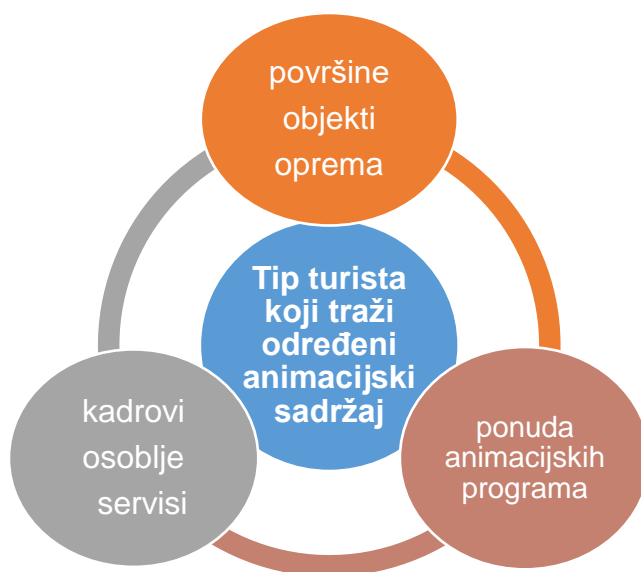 površine
objekti
oprema
Tip turista
koji traži
određeni
animacijski
sadržaj
kadrovi
osoblje
servisi
ponuda
animacijskih
programa